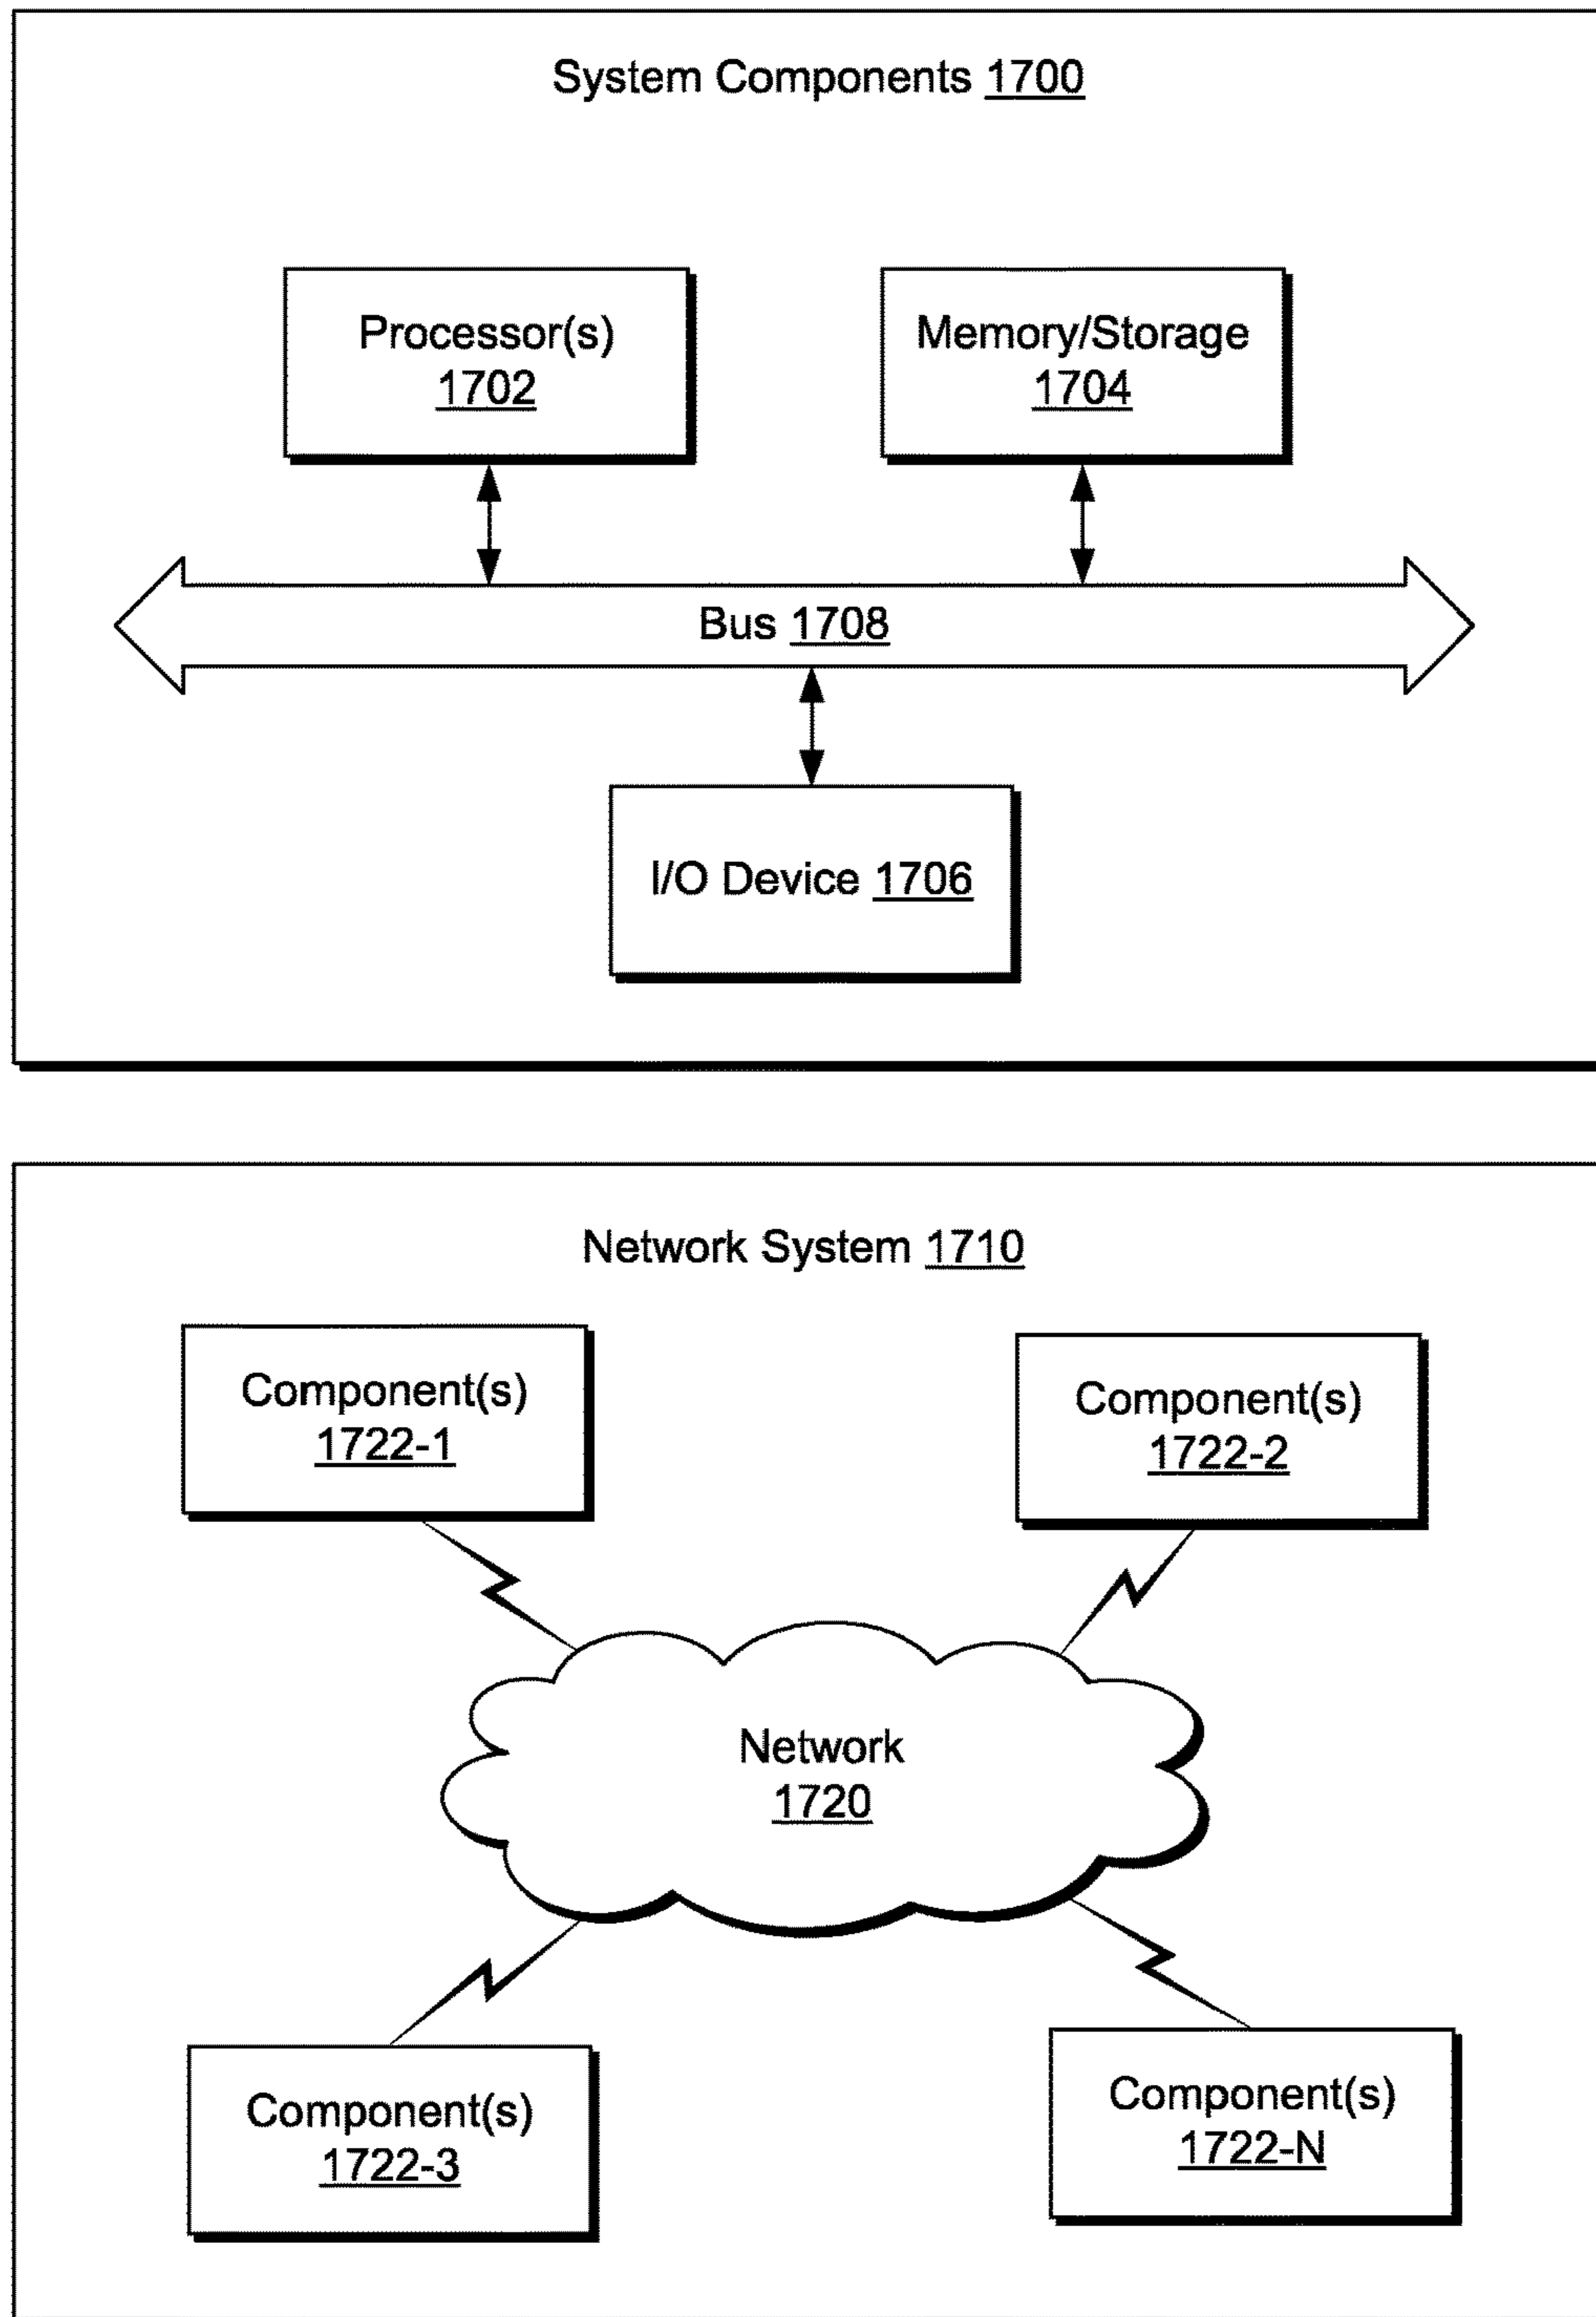 System Components 1700
Processor(s)
1702
Memory/Storage
1704
Bus 1708
I/O Device 1706
Network System 1710
Component(s)
1722-1
Component(s)
1722-2
Network
1720
Component(s)
1722-3
Component(s)
1722-N